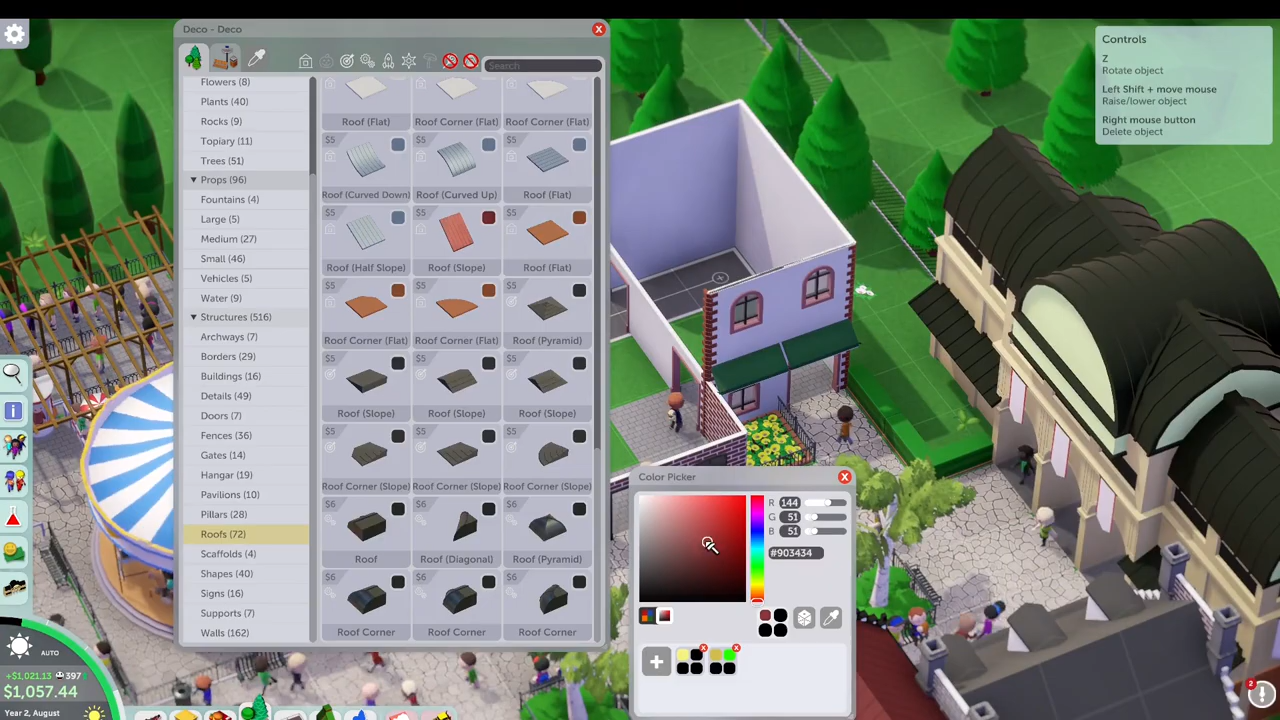 Deco - Deco
Search
Controls
Z
Rotate object
Left Shift + move mouse
Raise/lower object
Right mouse button
Delete object
Flowers (8)
Plants (40)
Rocks (9)
Topiary (11)
Trees (51)
Props (96)
Fountains (4)
Large (5)
Medium (27)
Small (46)
Vehicles (5)
Water (9)
Structures (516)
Archways (7)
Borders (29)
Buildings (16)
Details (49)
Doors (7)
Fences (36)
Gates (14)
Hangar (19)
Pavilions (10)
Pillars (28)
Roofs (72)
Scaffolds (4)
Shapes (40)
Signs (16)
Supports (7)
Walls (162)
Roof (Flat) Roof Corner (Flat) Roof Corner (Flat)
$5 $5 $5
Roof (Curved Down) Roof (Curved Up) Roof (Flat)
$5 $5 $5
Roof (Half Slope) Roof (Slope) Roof (Flat)
$5 $5 $5
Roof Corner (Flat) Roof Corner (Flat) Roof (Pyramid)
$5 $5 $5
Roof (Slope) Roof (Slope) Roof (Slope)
$5 $5 $5
Roof Corner (Slope) Roof Corner (Slope) Roof Corner (Slope)
$5 $5 $5
Roof Roof (Diagonal) Roof (Pyramid)
$6 $6 $6
Roof Corner Roof Corner Roof Corner
Color Picker
R 144
G 51
B 51
#903434
AUTO
+$1,021.13 397
$1,057.44
Year 2, August
2